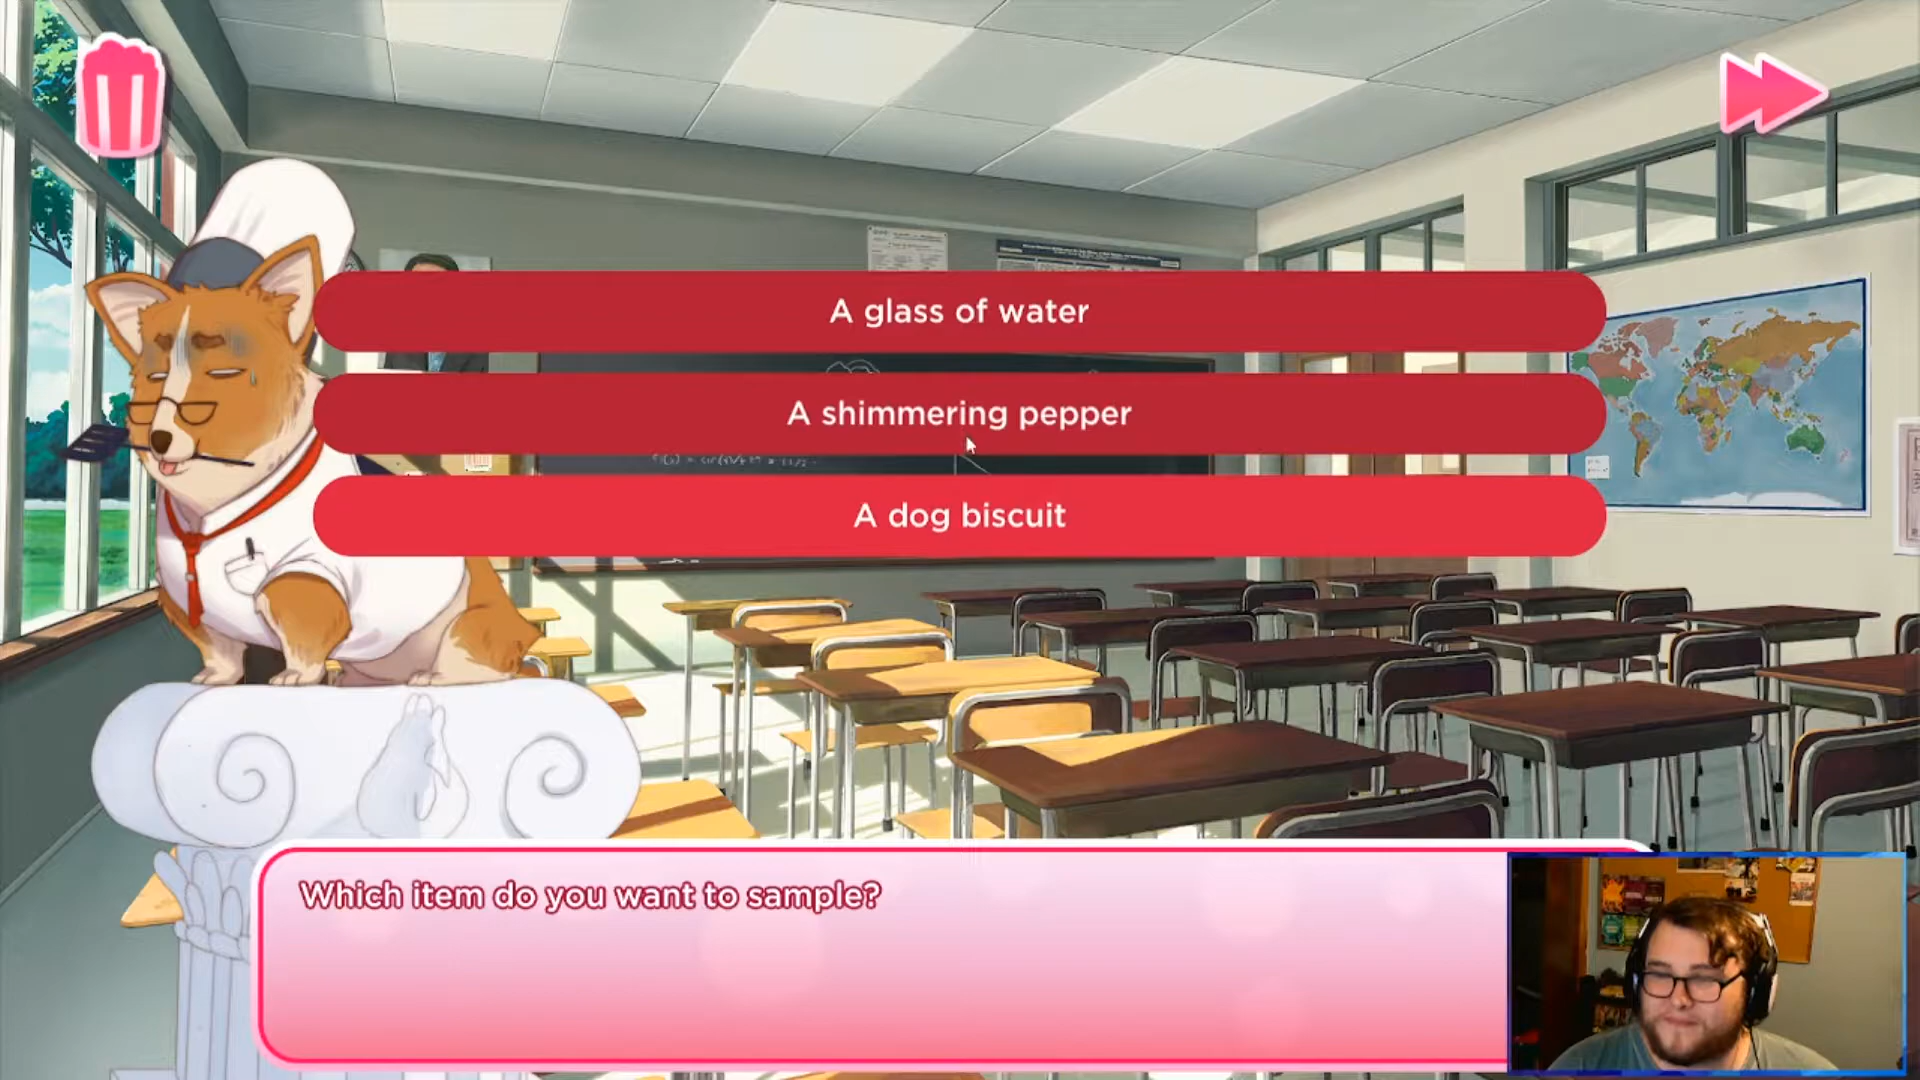 A glass of water
A shimmering pepper
A dog biscuit
Which item do you want to sample?